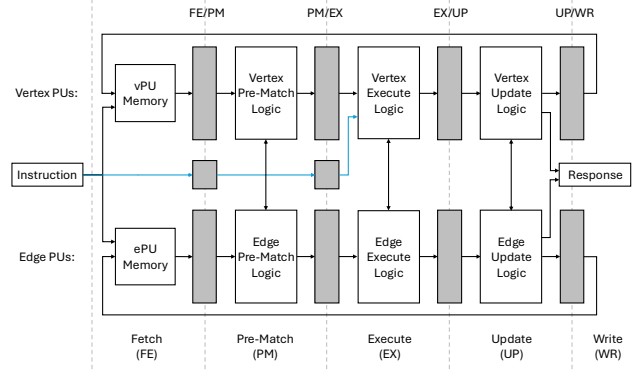 FE/PM
PM/EX
EX/UP
UP/WR
Vertex PUs:
vPU
Memory
Vertex
Pre-Match
Logic
Vertex
Execute
Logic
Vertex
Update
Logic
Instruction
Response
Edge PUs:
ePU
Memory
Edge
Pre-Match
Logic
Edge
Execute
Logic
Edge
Update
Logic
Fetch
(FE)
Pre-Match
(PM)
Execute
(EX)
Update
(UP)
Write
(WR)